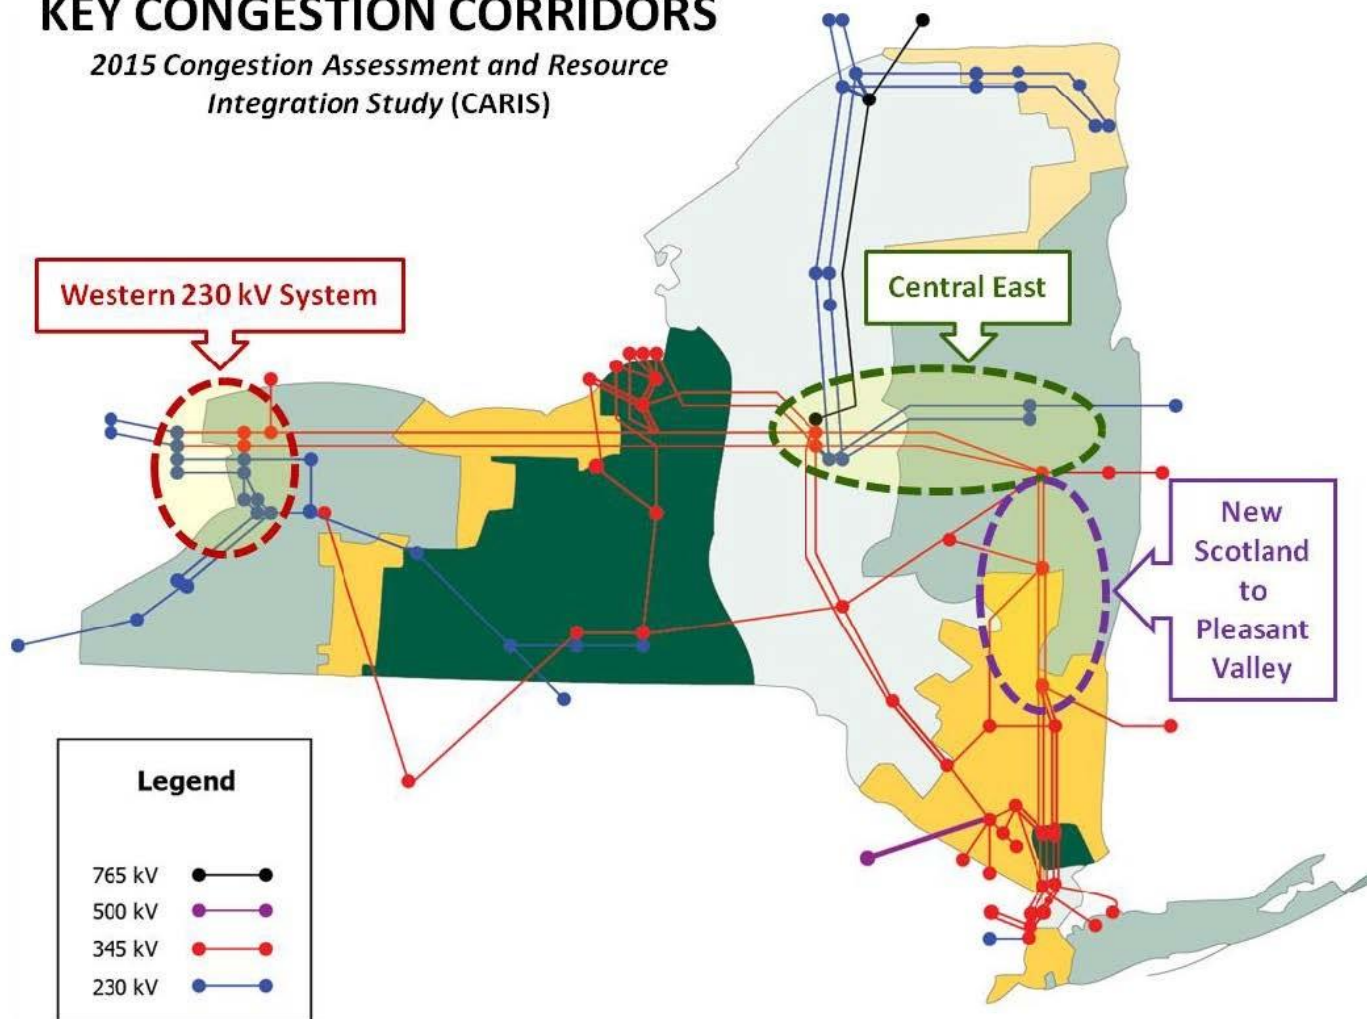 KEY CONGESTION CORRIDORS
2015 Congestion Assessment and Resource
Integration Study (CARIS)
Western 230 kV System
Central East
New
Scotland
to
Pleasant
Valley
Legend
765 kV
500 kV
345 kV
230 kV